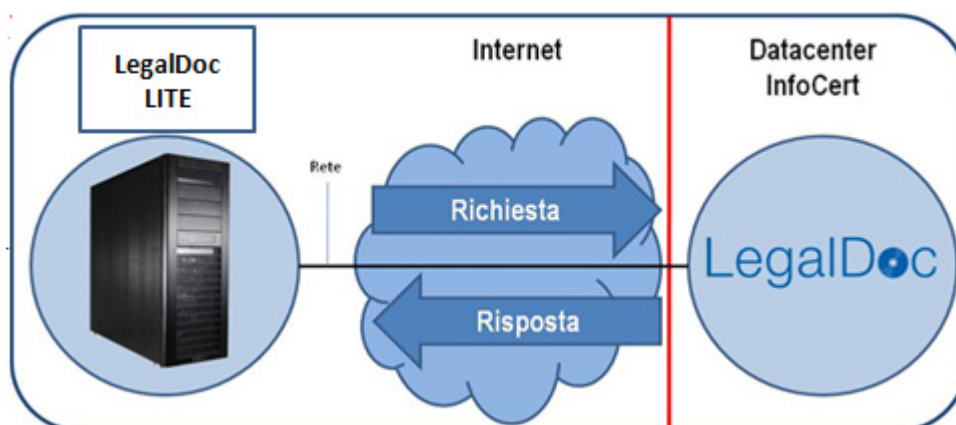 LegalDoc
LITE
Internet
Datacenter
InfoCert
Rete
Richiesta
LegalDoc
Risposta